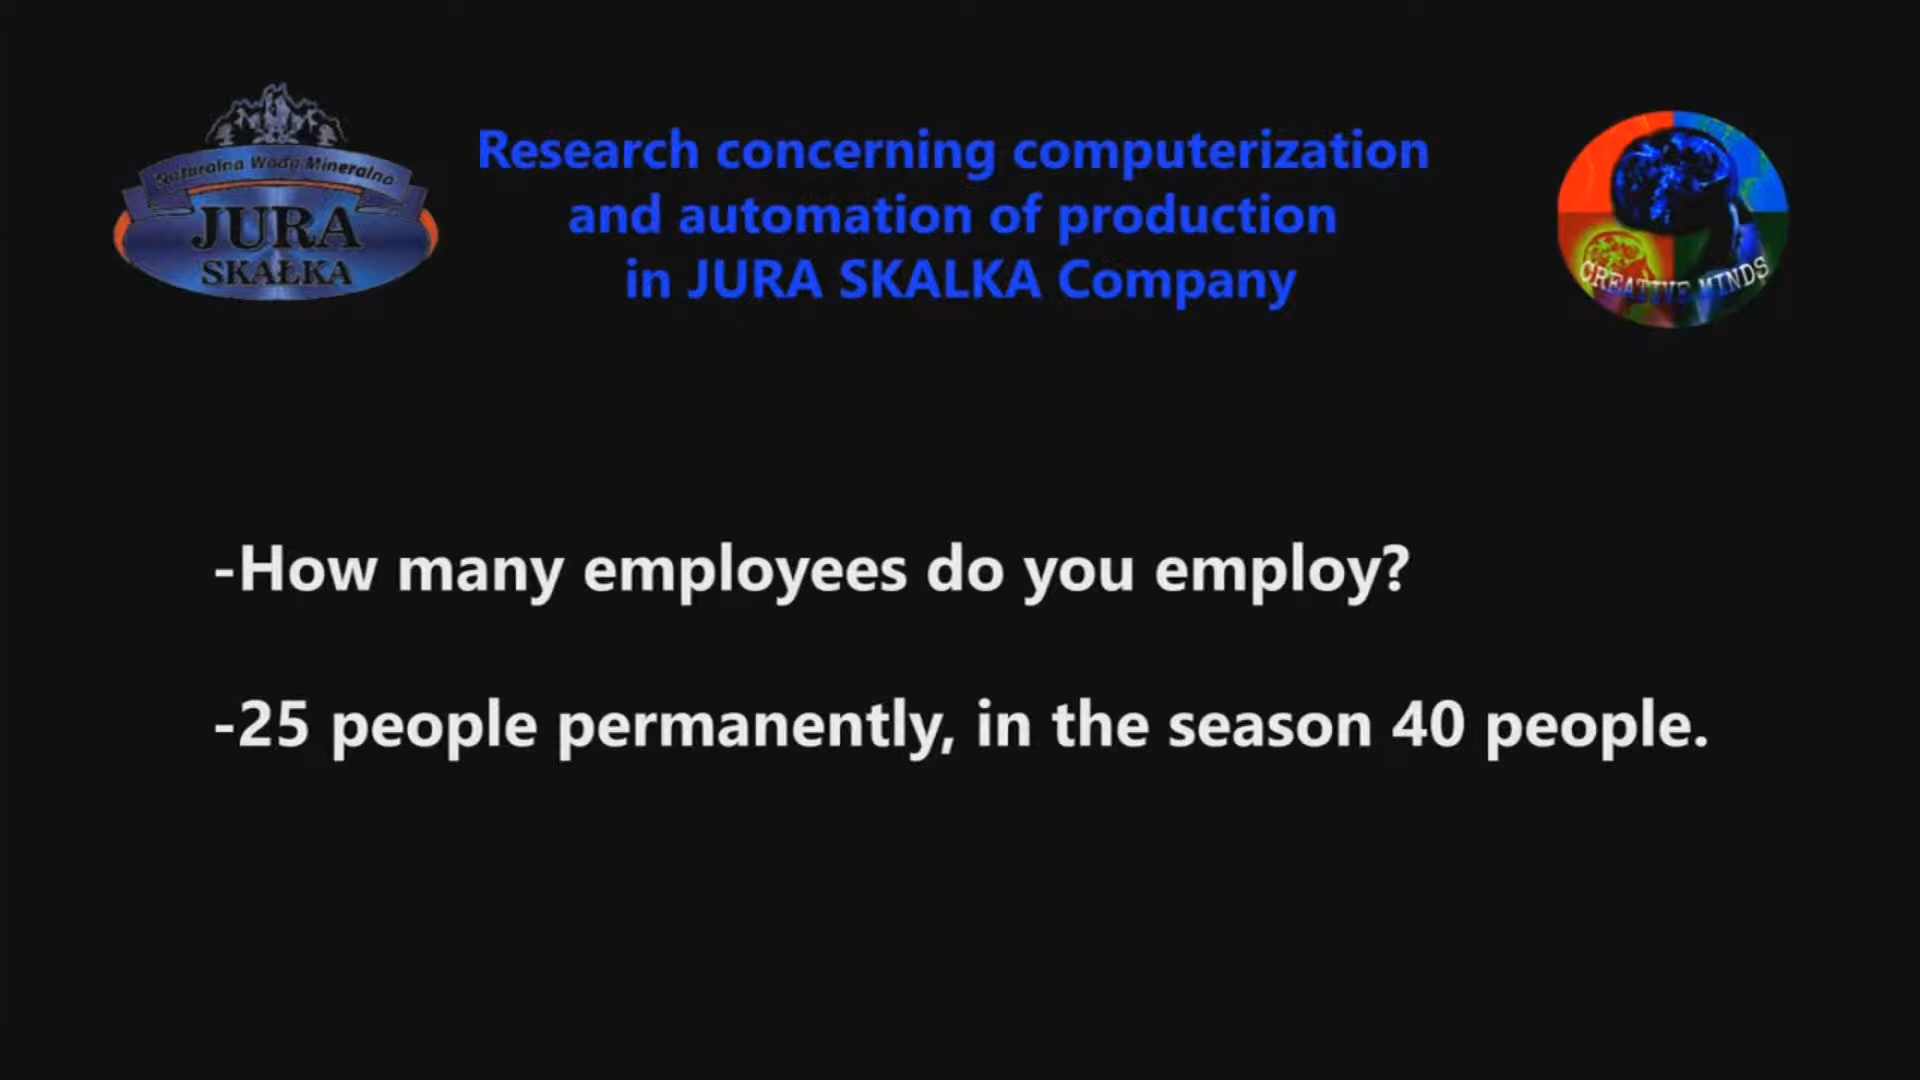 Naturalna Woda Mineralna
JURA
SKAŁKA
Research concerning computerization
and automation of production
in JURA SKALKA Company
CREATIVE MINDS
-How many employees do you employ?
-25 people permanently, in the season 40 people.